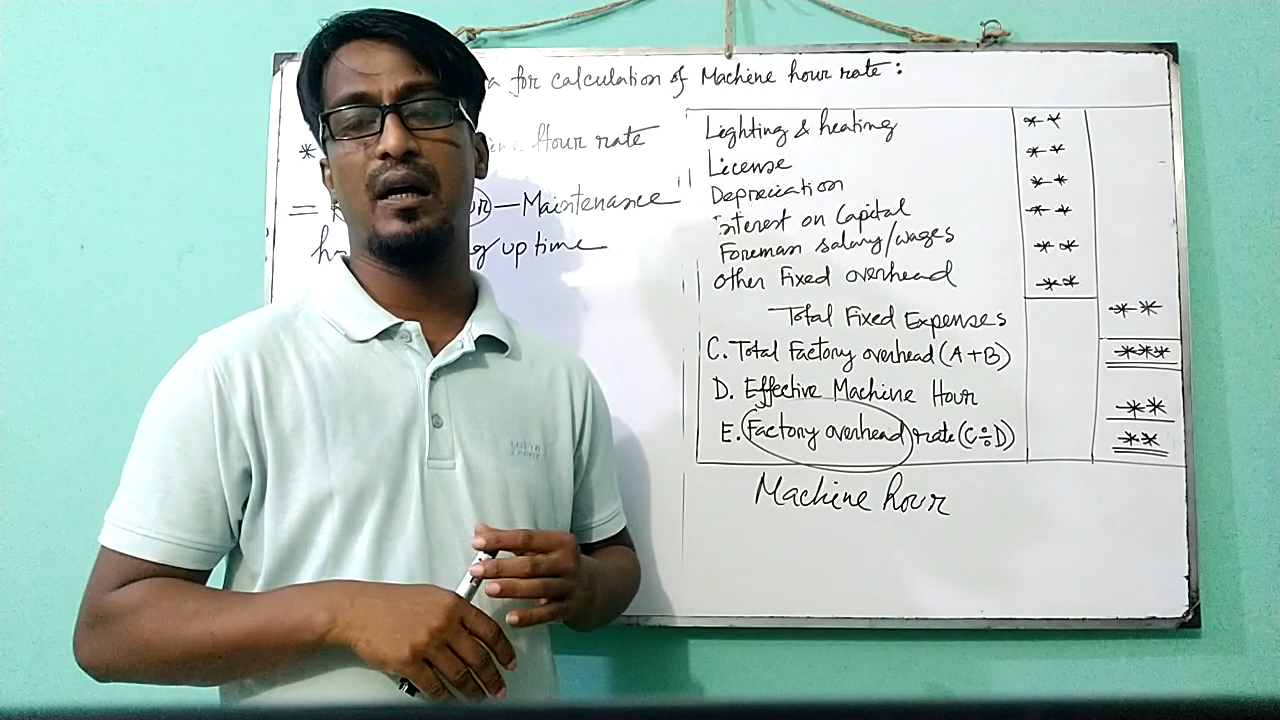 for calculation of Machine hour rate :
* Hour rate
= — Maintenance
up time
Lighting & heating **
License **
Depreciation **
Interest on Capital **
Foreman salary/wages **
Other Fixed overhead **
Total Fixed Expenses **
C. Total Factory overhead (A+B) ***
D. Effective Machine Hour **
E. Factory overhead rate (C÷D) **
Machine hour